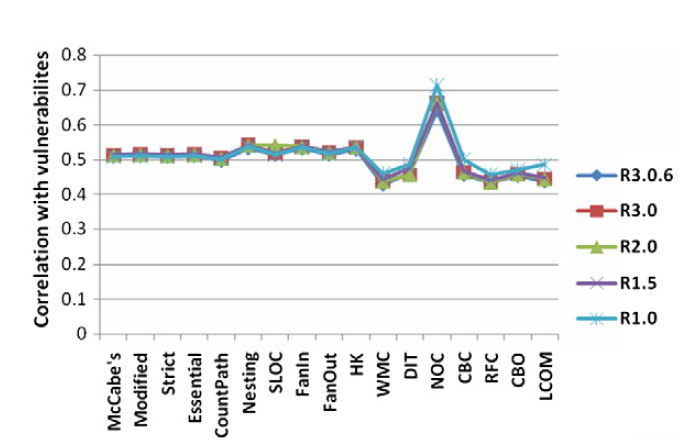 Correlation with vulnerabilites
0.8
0.7
0.6
0.5
0.4
0.3
0.2
0.1
0
McCabe's
Modified
Strict
Essential
CountPath
Nesting
SLOC
FanIn
FanOut
HK
WMC
DIT
NOC
CBC
RFC
CBO
LCOM
R3.0.6
R3.0
R2.0
R1.5
R1.0